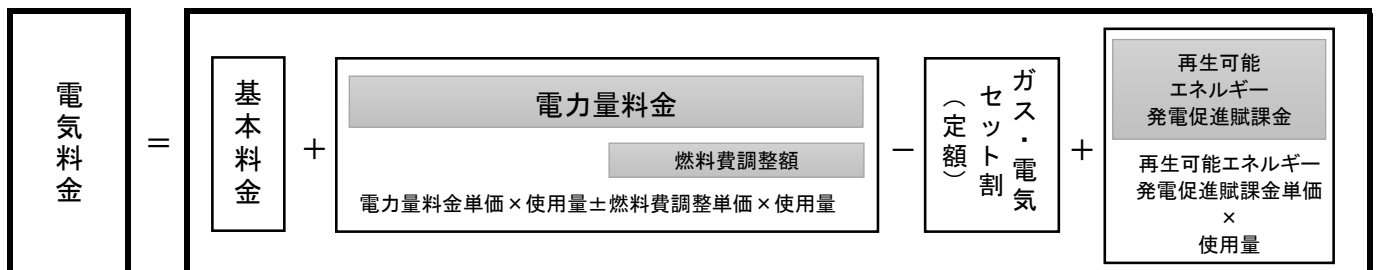 電気料金
＝
基本料金
＋
電力量料金
燃料費調整額
電力量料金単価×使用量±燃料費調整単価×使用量
－
ガス・電気
セット割
（定額）
＋
再生可能
エネルギー
発電促進賦課金
再生可能エネルギー
発電促進賦課金単価
×
使用量